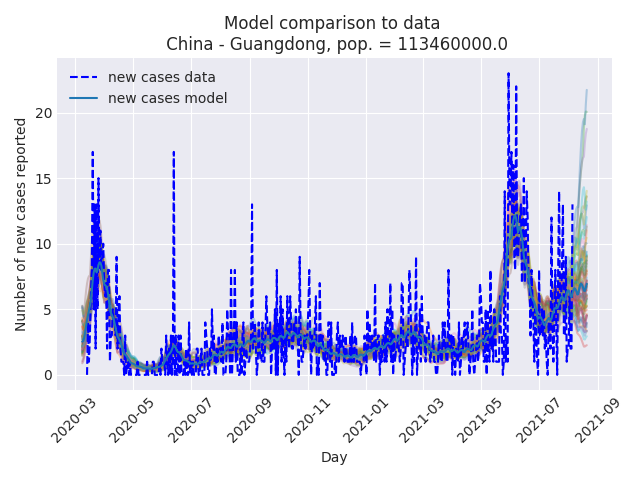 Model comparison to data
China - Guangdong, pop. = 113460000.0
new cases data
new cases model
Number of new cases reported
20
15
10
5
0
2020-03
2020-05
2020-07
2020-09
2020-11
2021-01
2021-03
2021-05
2021-07
2021-09
Day